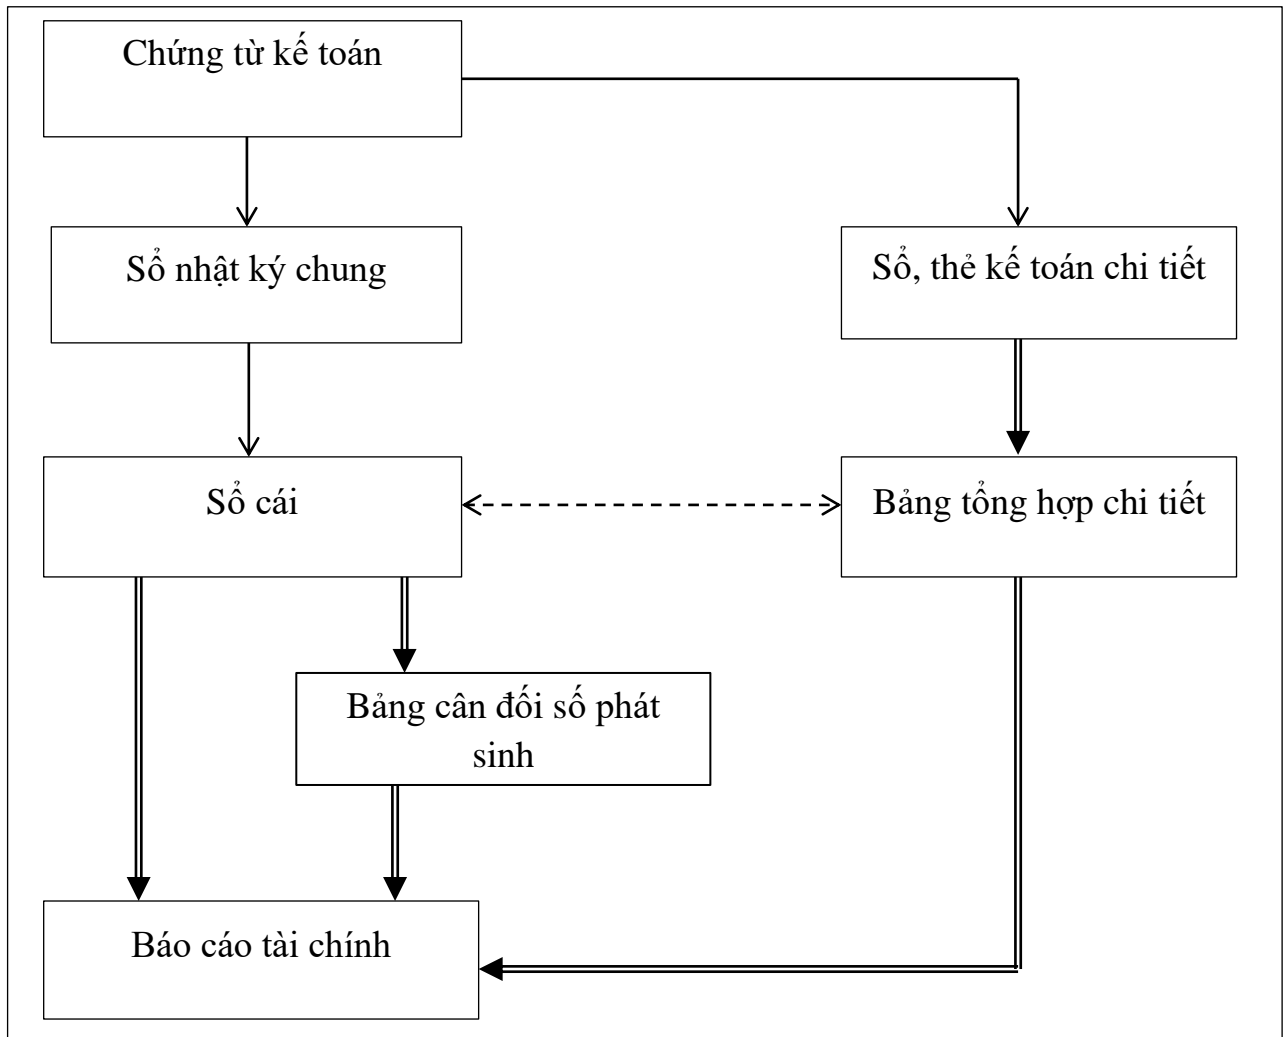 Chứng từ kế toán
Sổ nhật ký chung
Sổ, thẻ kế toán chi tiết
Sổ cái
Bảng tổng hợp chi tiết
Bảng cân đối số phát
sinh
Báo cáo tài chính